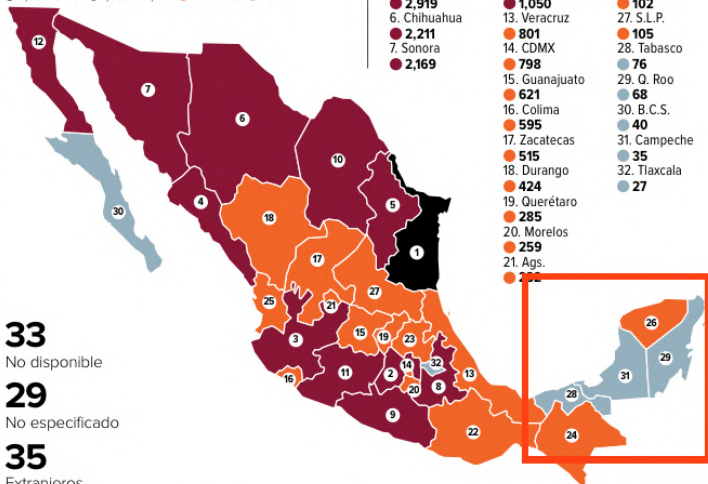 2,919
6. Chihuahua
2,211
7. Sonora
2,169
1,050
13. Veracruz
801
14. CDMX
798
15. Guanajuato
621
16. Colima
595
17. Zacatecas
515
18. Durango
424
19. Querétaro
285
20. Morelos
259
21. Ags.
102
27. S.L.P.
105
28. Tabasco
76
29. Q. Roo
68
30. B.C.S.
40
31. Campeche
35
32. Tlaxcala
27
12
7
6
10
4
5
30
18
1
17
25
21
27
26
3
15
19
23
29
14
32
31
16
11
2
13
28
20
8
9
22
24
33
No disponible
29
No especificado
35
Extranjeros